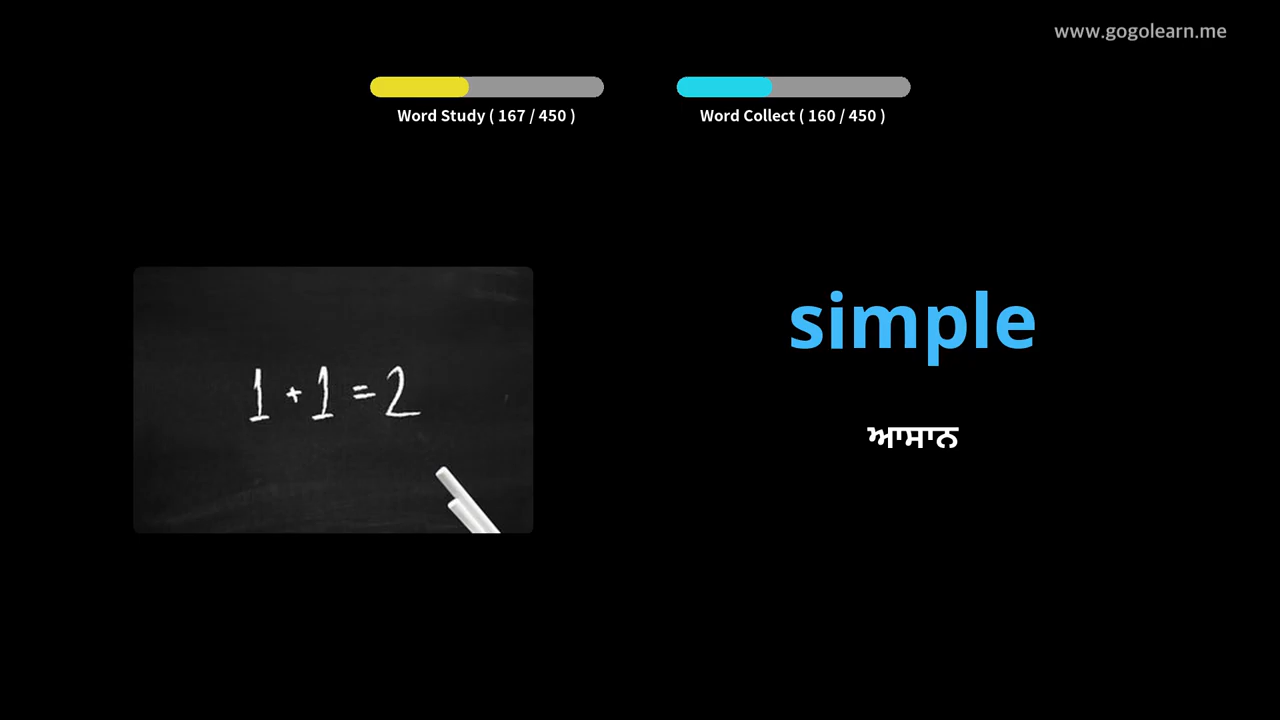 www.gogolearn.me
Word Study ( 167 / 450 )
Word Collect ( 160 / 450 )
1 + 1 = 2
simple
ਆਸਾਨ